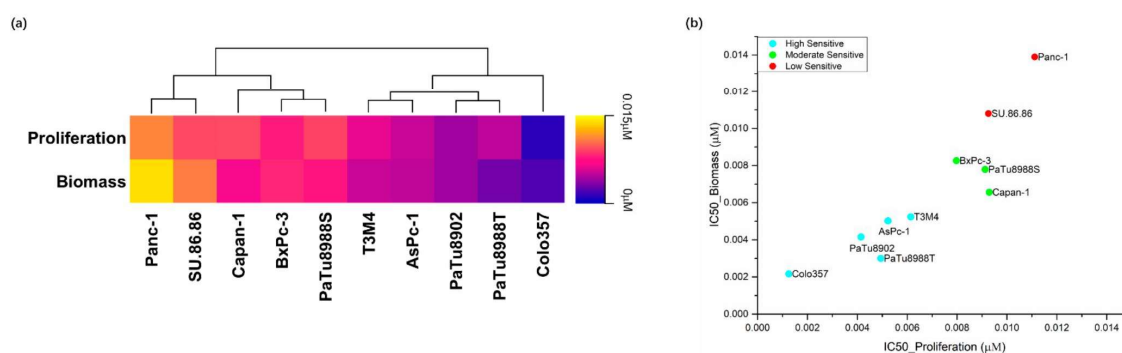 (a)
Proliferation
Biomass
Panc-1
SU.86.86
Capan-1
BxPc-3
PaTu8988S
T3M4
AsPc-1
PaTu8902
PaTu8988T
Colo357
0.015µM
0µM
(b)
High Sensitive
Moderate Sensitive
Low Sensitive
IC50_Biomass (µM)
0.014
0.012
0.010
0.008
0.006
0.004
0.002
0.000
Panc-1
SU.86.86
BxPc-3
PaTu8988S
Capan-1
T3M4
AsPc-1
PaTu8902
PaTu8988T
Colo357
0.000 0.002 0.004 0.006 0.008 0.010 0.012 0.014
IC50_Proliferation (µM)